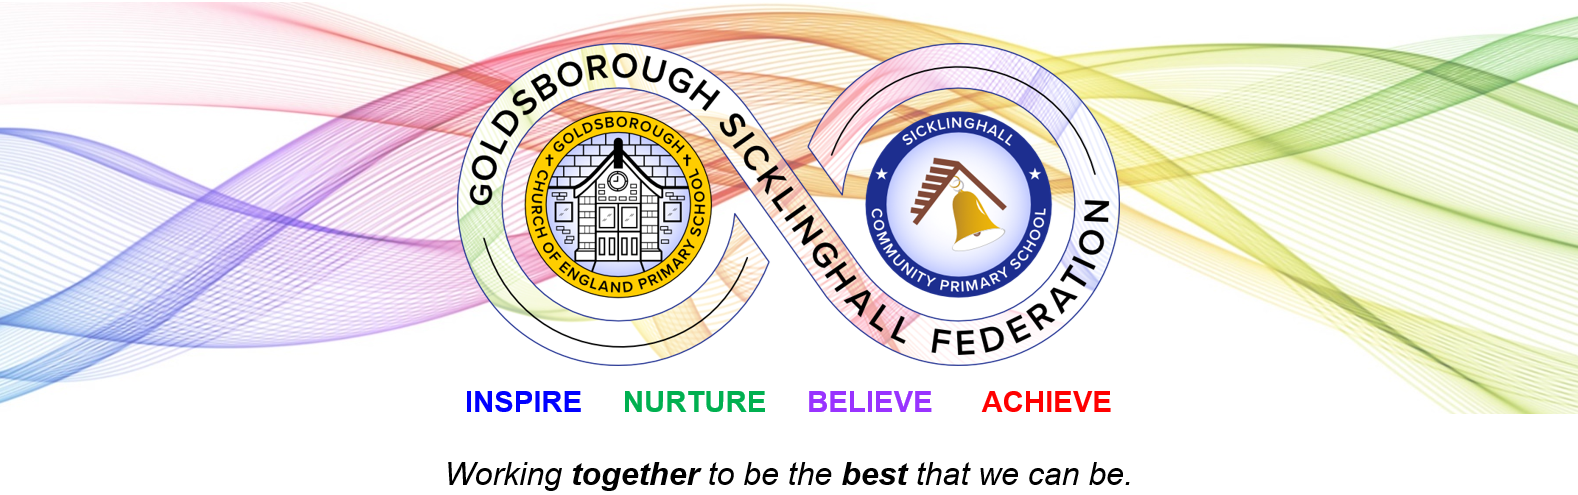 GOLDSBOROUGH SICKLINGHALL FEDERATION
GOLDSBOROUGH
CHURCH OF ENGLAND PRIMARY SCHOOL
SICKLINGHALL
COMMUNITY PRIMARY SCHOOL
INSPIRE NURTURE BELIEVE ACHIEVE
Working together to be the best that we can be.